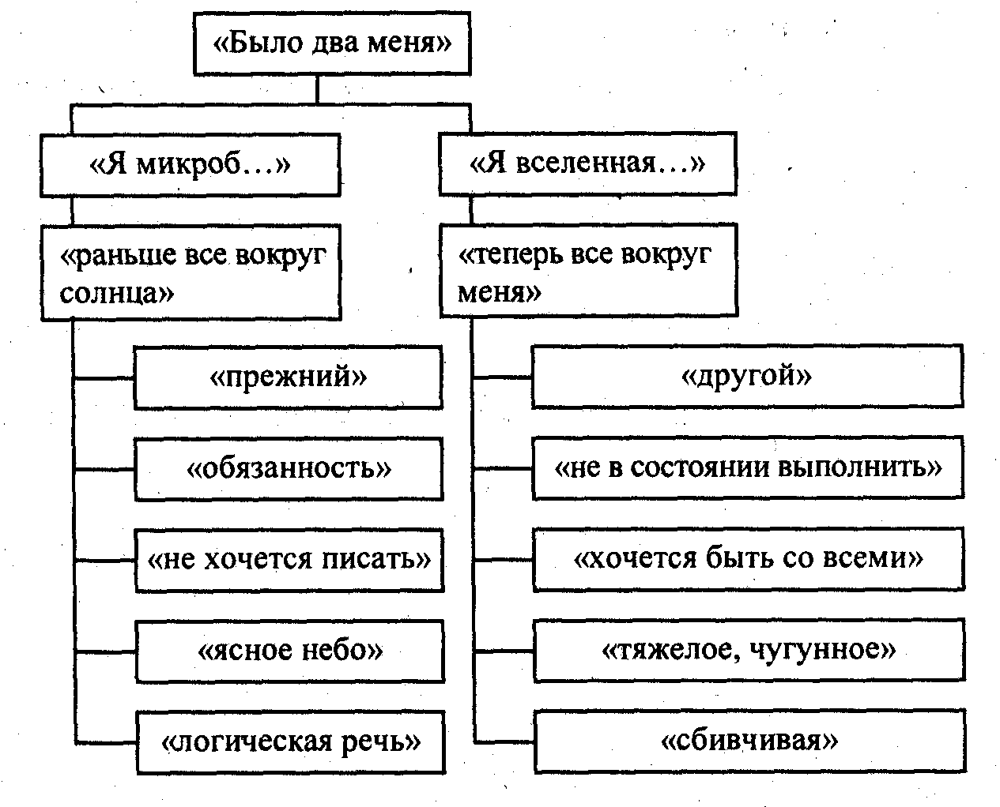 «Было два меня»
«Я микроб...»
«Я вселенная...»
«раньше все вокруг
солнца»
«теперь все вокруг
меня»
«прежний»
«другой»
«обязанность»
«не в состоянии выполнить»
«не хочется писать»
«хочется быть со всеми»
«ясное небо»
«тяжелое, чугунное»
«логическая речь»
«сбивчивая»